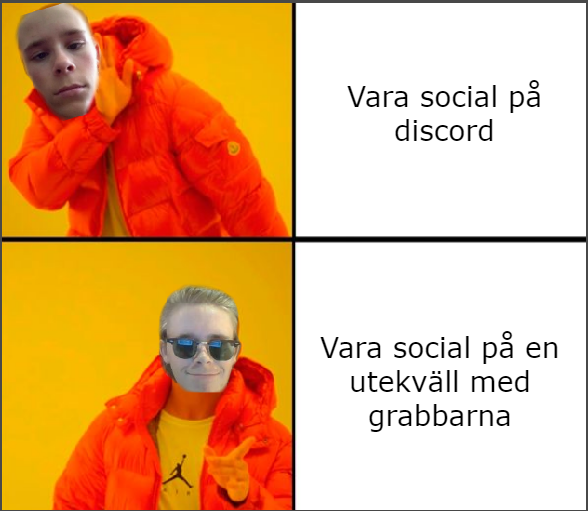 Vara social på
discord
Vara social på en
utekväll med
grabbarna